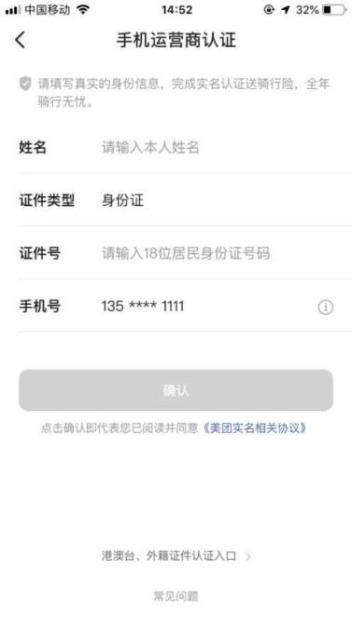 中国移动 14:52 32%
手机运营商认证
请填写真实的身份信息，完成实名认证送骑行险，全年
骑行无忧。
姓名 请输入本人姓名
证件类型 身份证
证件号 请输入18位居民身份证号码
手机号 135 **** 1111
确认
点击确认即代表您已阅读并同意《美团实名相关协议》
港澳台、外籍证件认证入口
常见问题